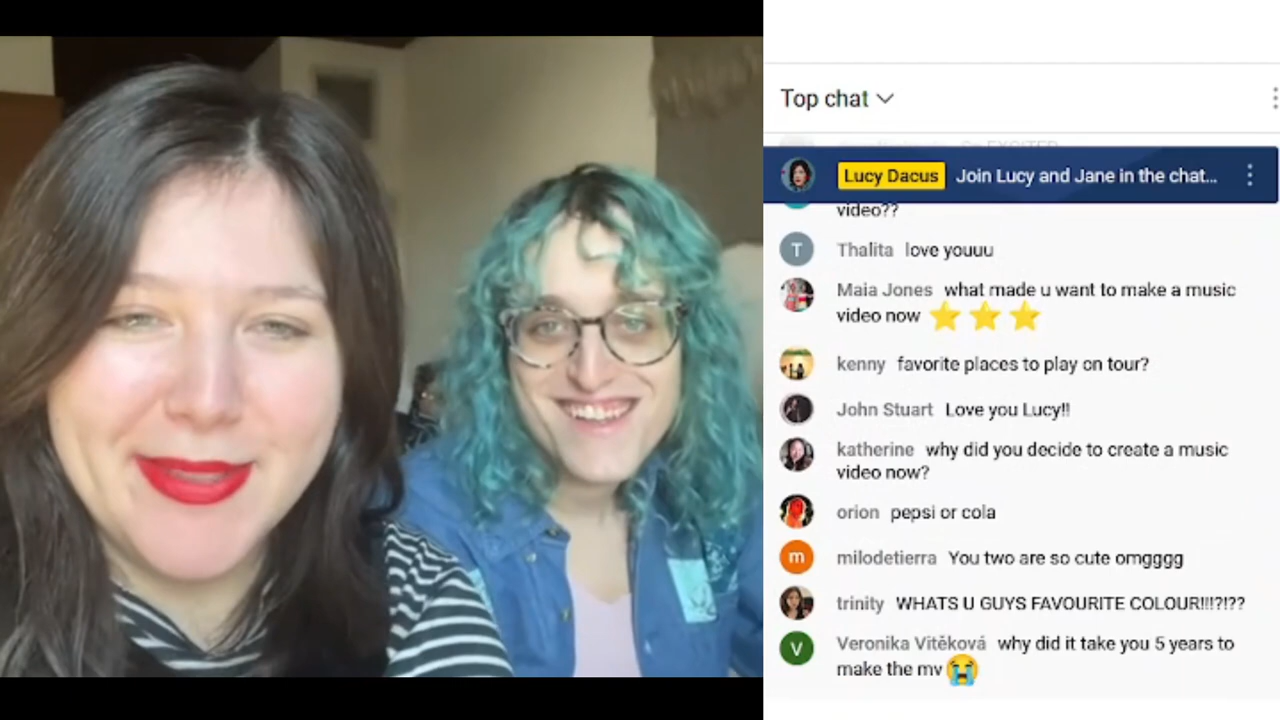 Top chat
Lucy Dacus Join Lucy and Jane in the chat...
video??
T Thalita love youuu
Maia Jones what made u want to make a music
video now ⭐⭐⭐
kenny favorite places to play on tour?
John Stuart Love you Lucy!!
katherine why did you decide to create a music
video now?
orion pepsi or cola
m milodetierra You two are so cute omgggg
trinity WHATS U GUYS FAVOURITE COLOUR!!!?!??
V Veronika Vitěková why did it take you 5 years to
make the mv 😭